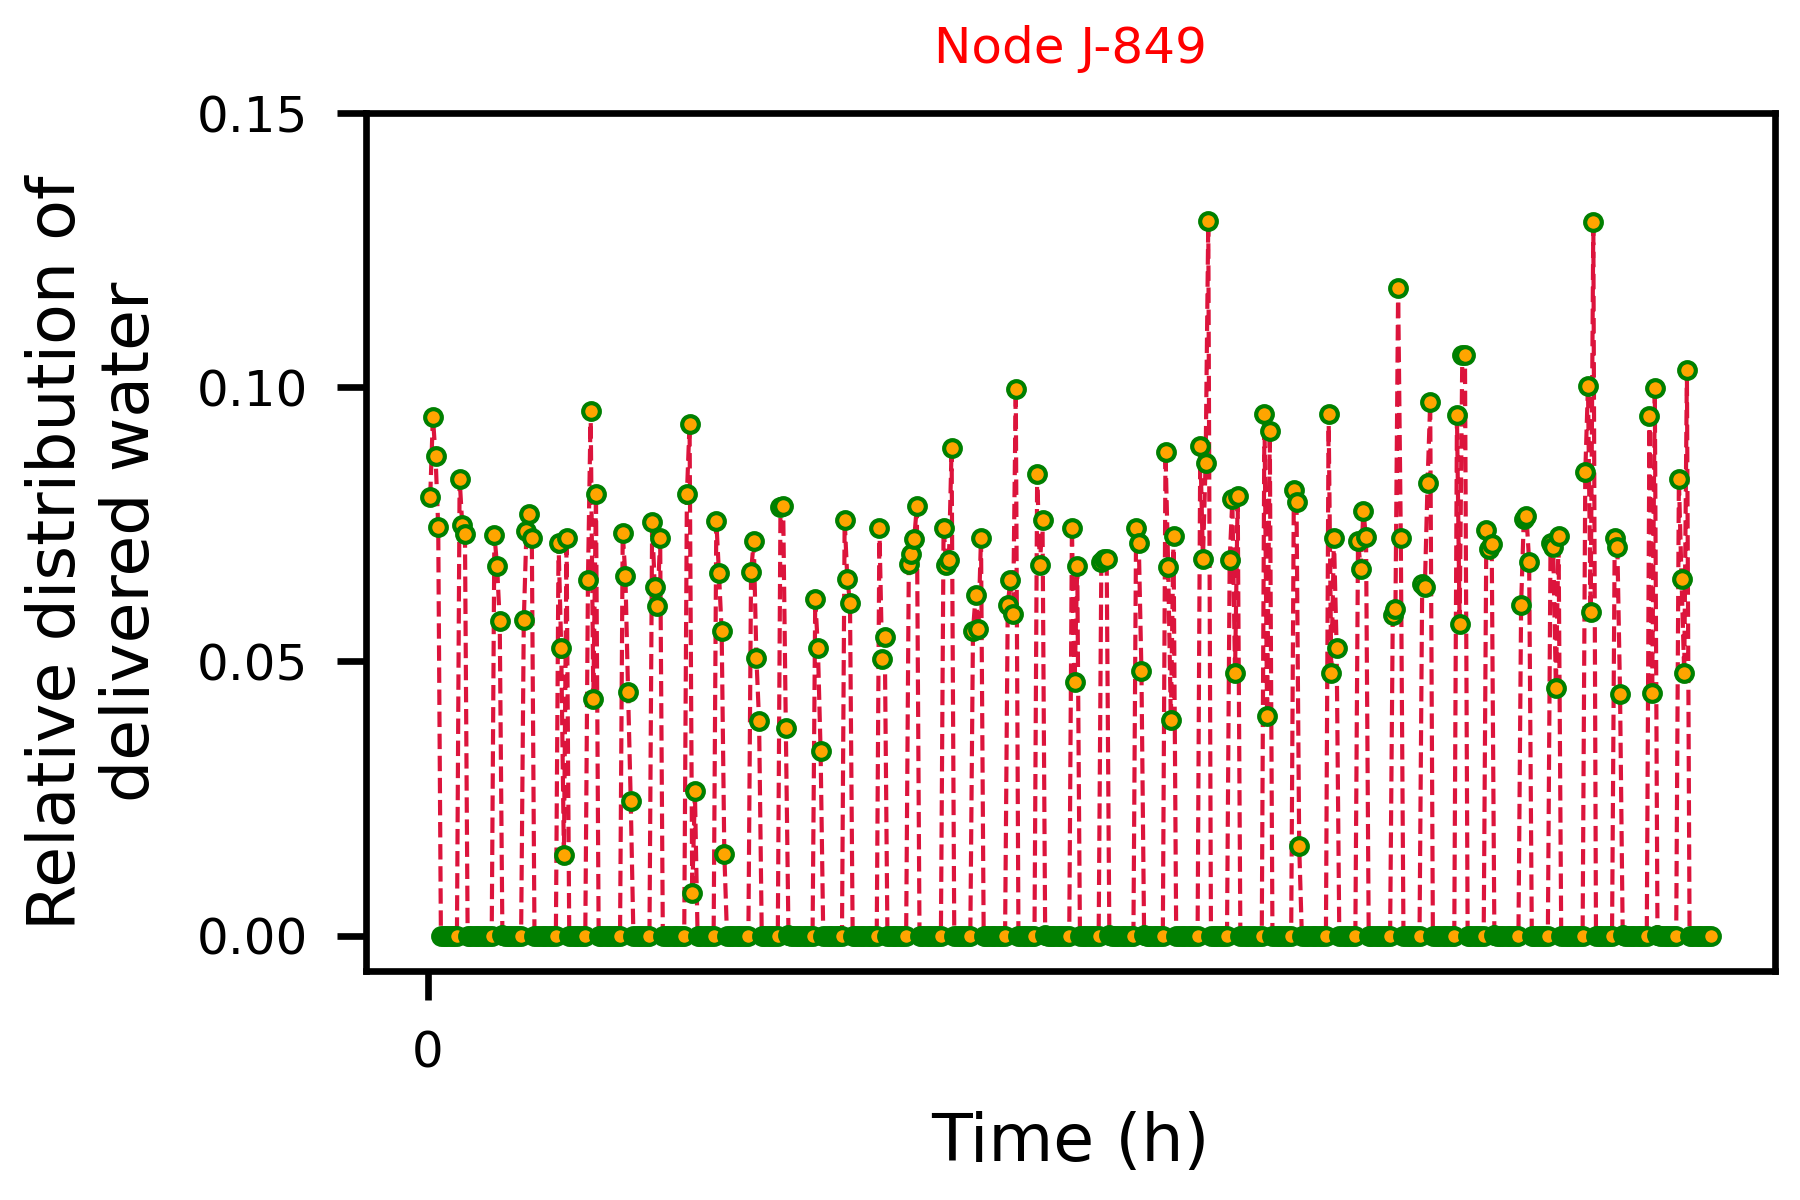 Node J-849
Relative distribution of
delivered water
0.15
0.10
0.05
0.00
0
Time (h)